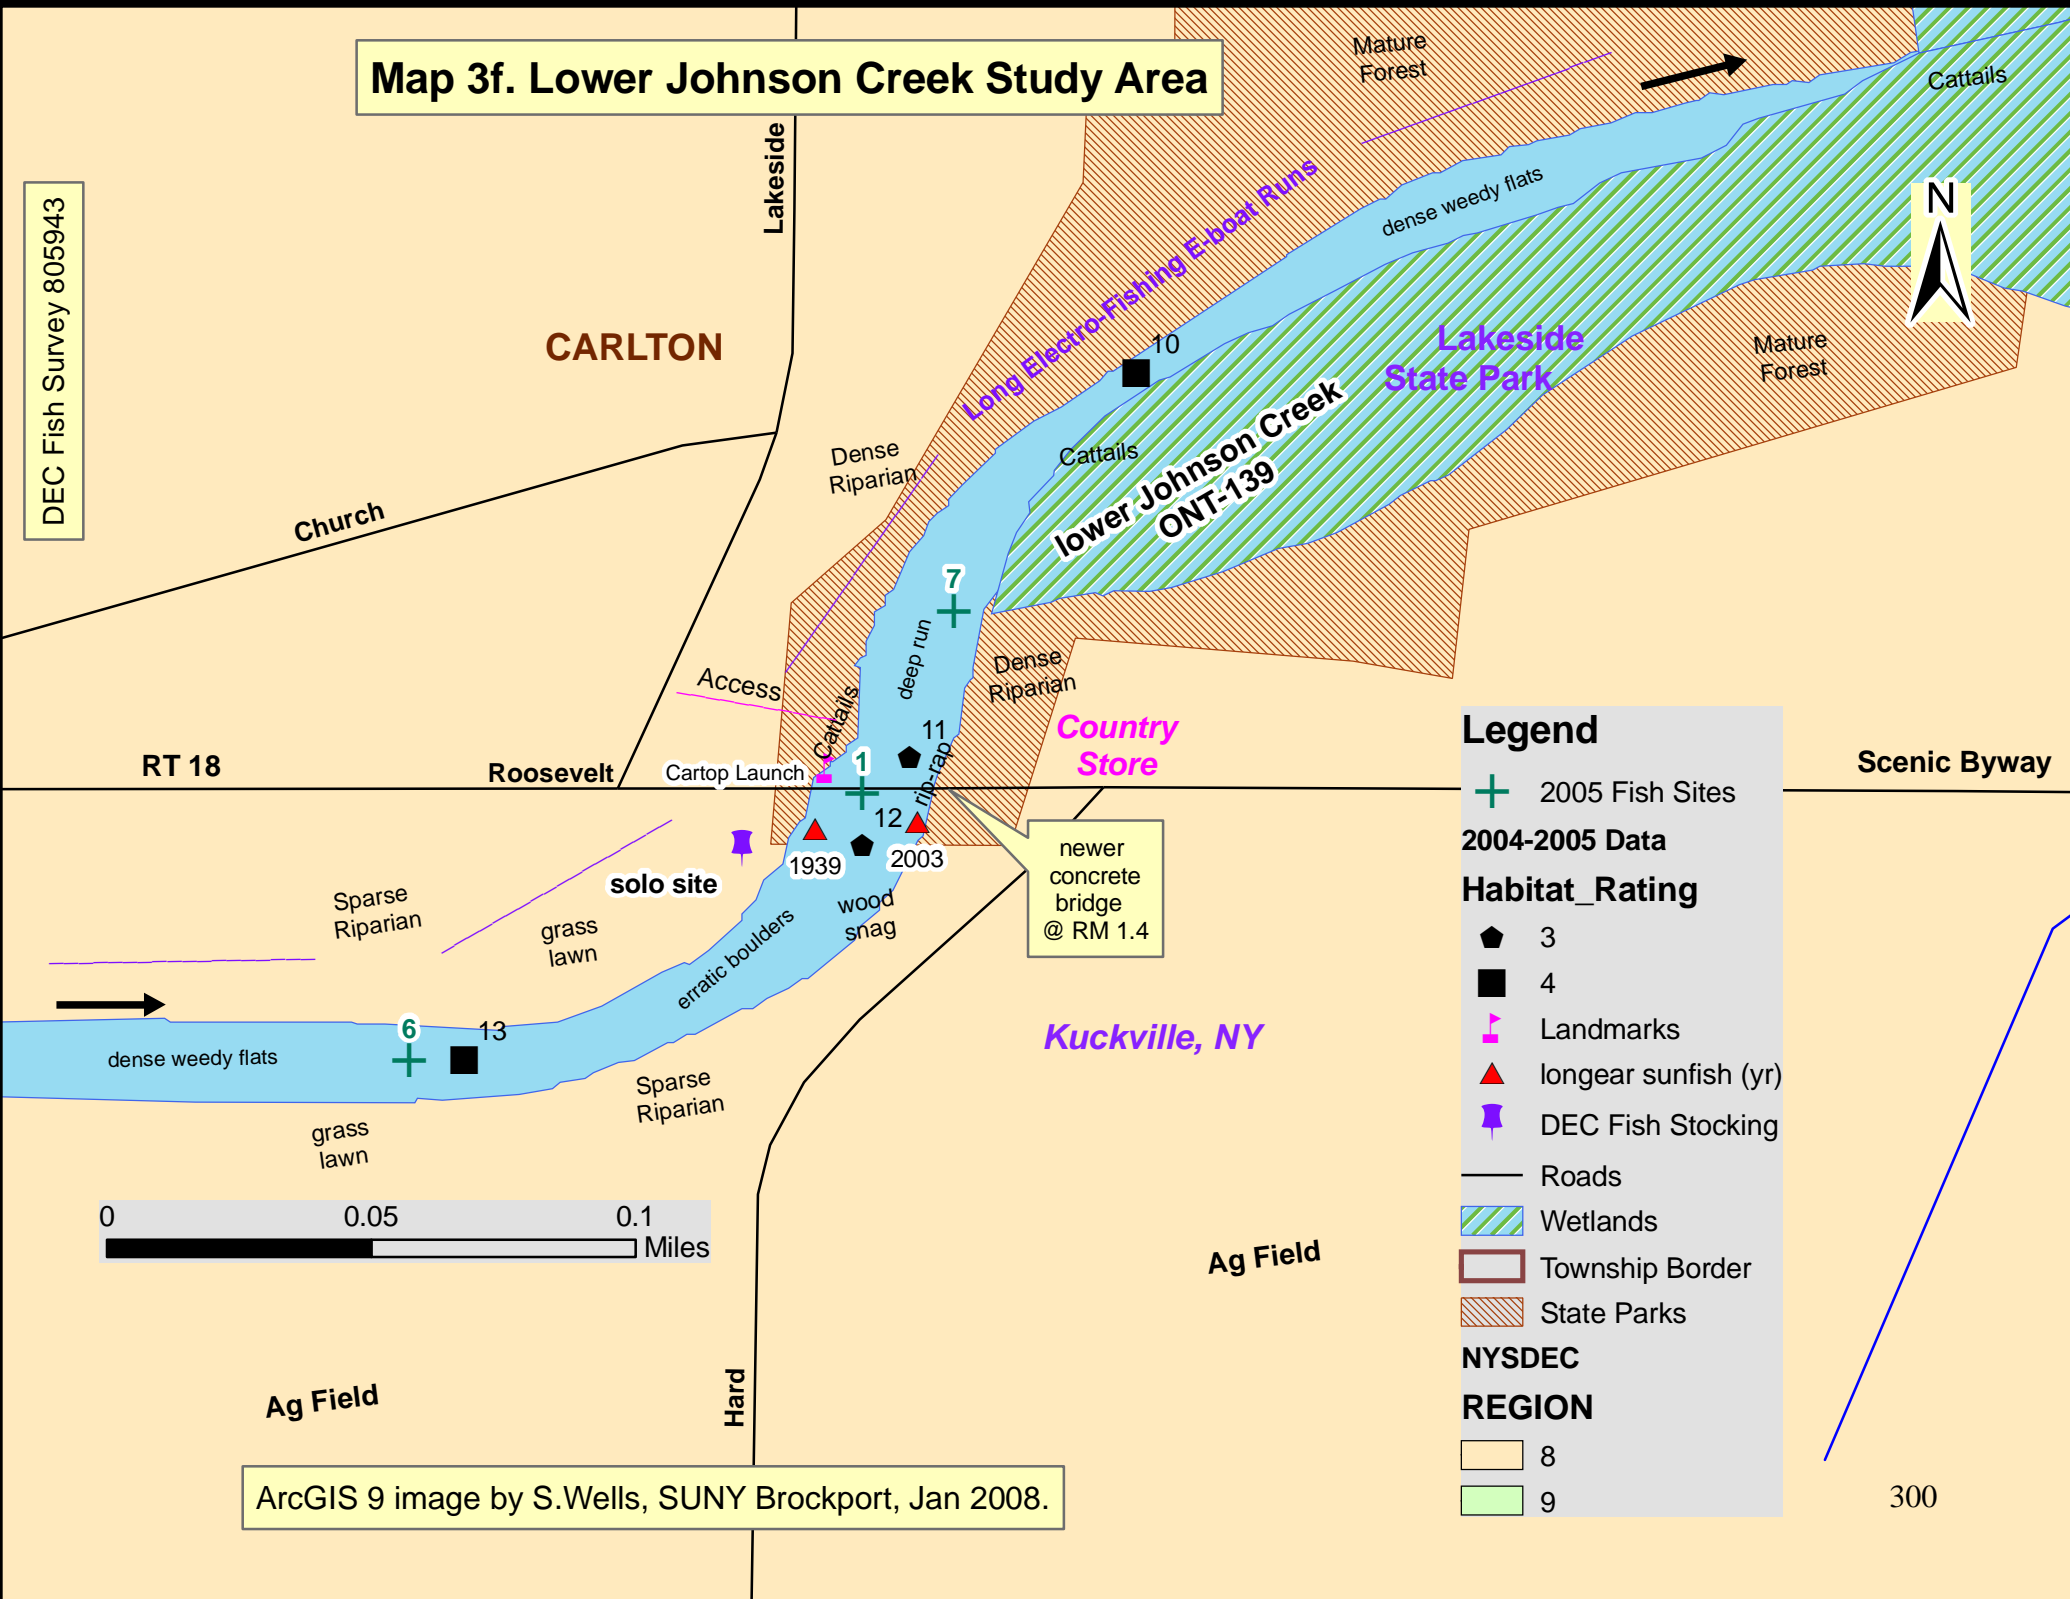 Map 3f. Lower Johnson Creek Study Area
DEC Fish Survey 805943
Lakeside
Mature
Forest
Cattails
N
dense weedy flats
Long Electro-Fishing E-boat Runs
CARLTON
Lakeside
State Park
Mature
Forest
10
Church
Dense
Riparian
Cattails
lower Johnson Creek
ONT-139
7
deep run
Dense
Riparian
Access
Cattails
11
rip-rap
Country
Store
RT 18
Roosevelt
Cartop Launch
1
Scenic Byway
12
1939
2003
solo site
newer
concrete
bridge
@ RM 1.4
wood
snag
erratic boulders
Sparse
Riparian
grass
lawn
6
13
dense weedy flats
Kuckville, NY
Sparse
Riparian
grass
lawn
0
0.05
0.1
Miles
Ag Field
Ag Field
Hard
ArcGIS 9 image by S.Wells, SUNY Brockport, Jan 2008.
Legend
2005 Fish Sites
2004-2005 Data
Habitat_Rating
3
4
Landmarks
longear sunfish (yr)
DEC Fish Stocking
Roads
Wetlands
Township Border
State Parks
NYSDEC
REGION
8
9
300